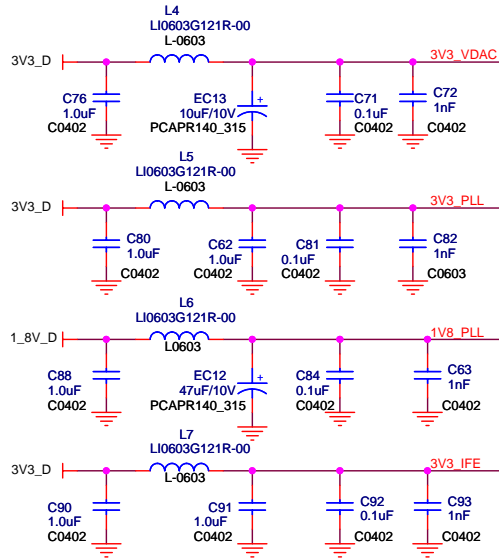 L4
LI0603G121R-00
L-0603
3V3_D
3V3_VDAC
C76
1.0uF
C0402
EC13
10uF/10V
PCAPR140_315
C71
0.1uF
C0402
C72
1nF
C0402
L5
LI0603G121R-00
L-0603
3V3_D
3V3_PLL
C80
1.0uF
C0402
C62
1.0uF
C0402
C81
0.1uF
C0402
C82
1nF
C0603
L6
LI0603G121R-00
L0603
1_8V_D
1V8_PLL
C88
1.0uF
C0402
EC12
47uF/10V
PCAPR140_315
C84
0.1uF
C0402
C63
1nF
C0402
L7
LI0603G121R-00
L-0603
3V3_D
3V3_IFE
C90
1.0uF
C0402
C91
1.0uF
C0402
C92
0.1uF
C0402
C93
1nF
C0402